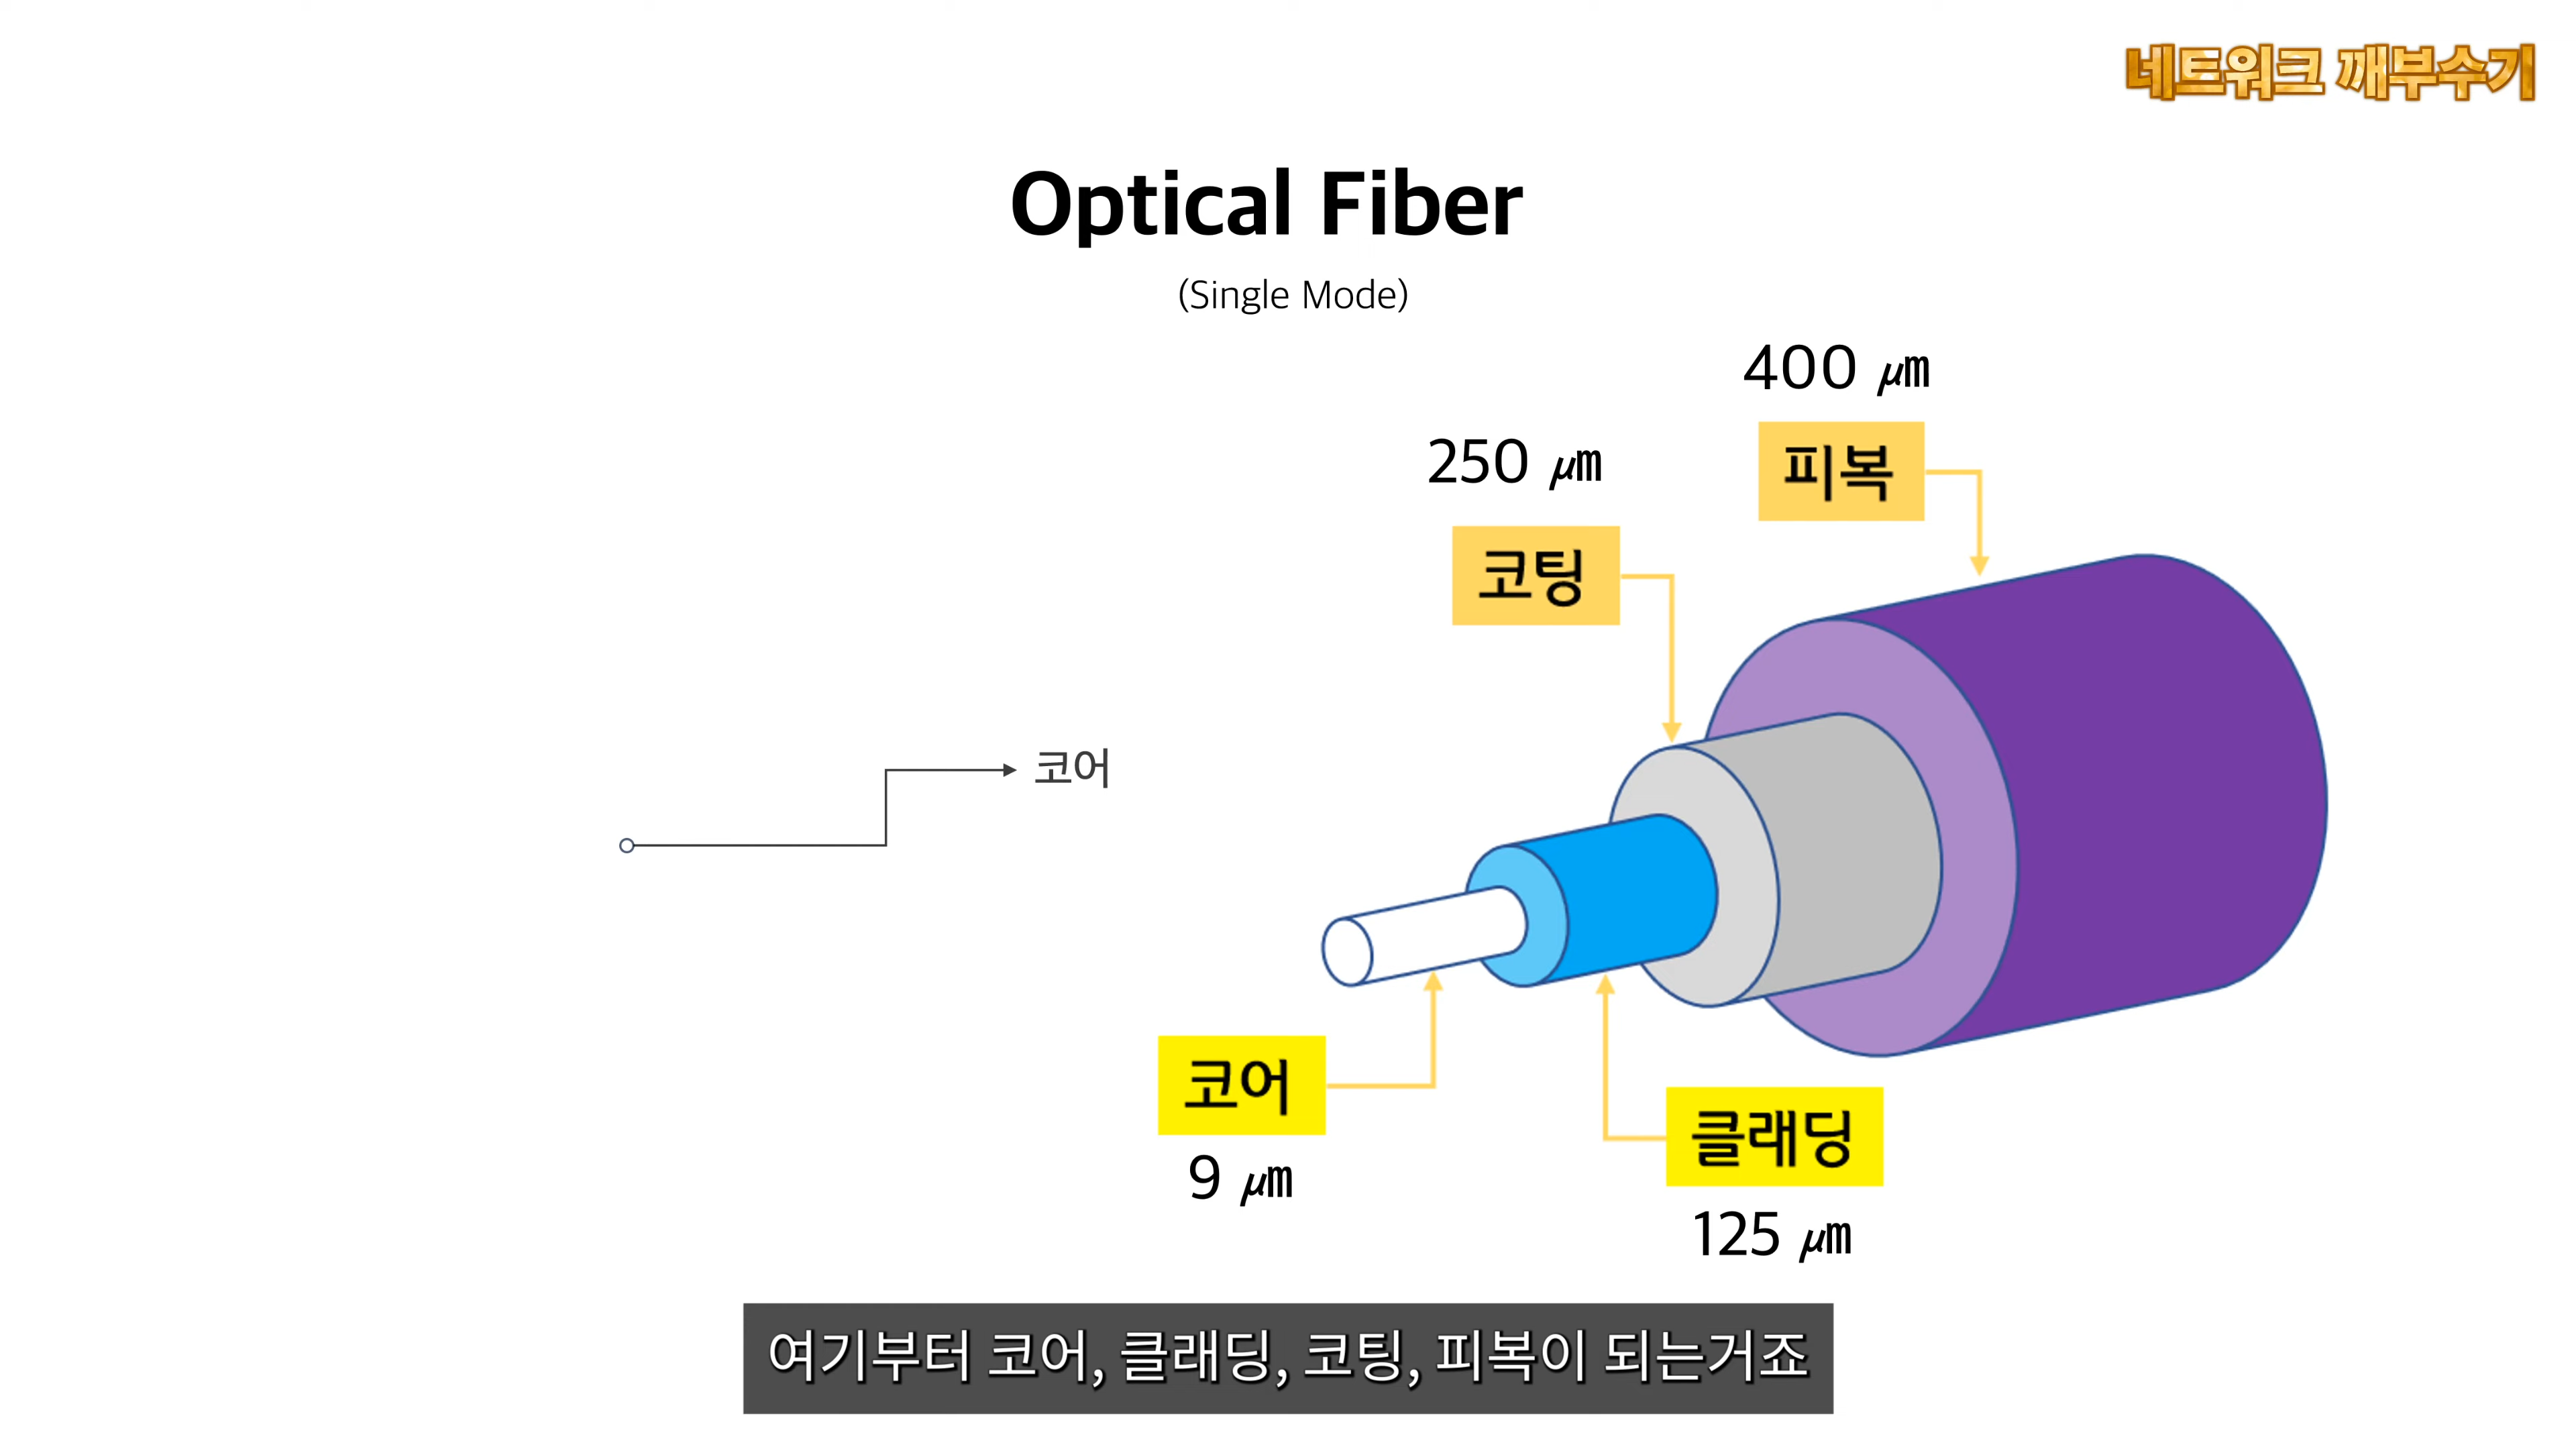 네트워크 깨부수기
Optical Fiber
(Single Mode)
400 ㎛
피복
250 ㎛
코팅
코어
코어
9 ㎛
클래딩
125 ㎛
여기부터 코어, 클래딩, 코팅, 피복이 되는거죠